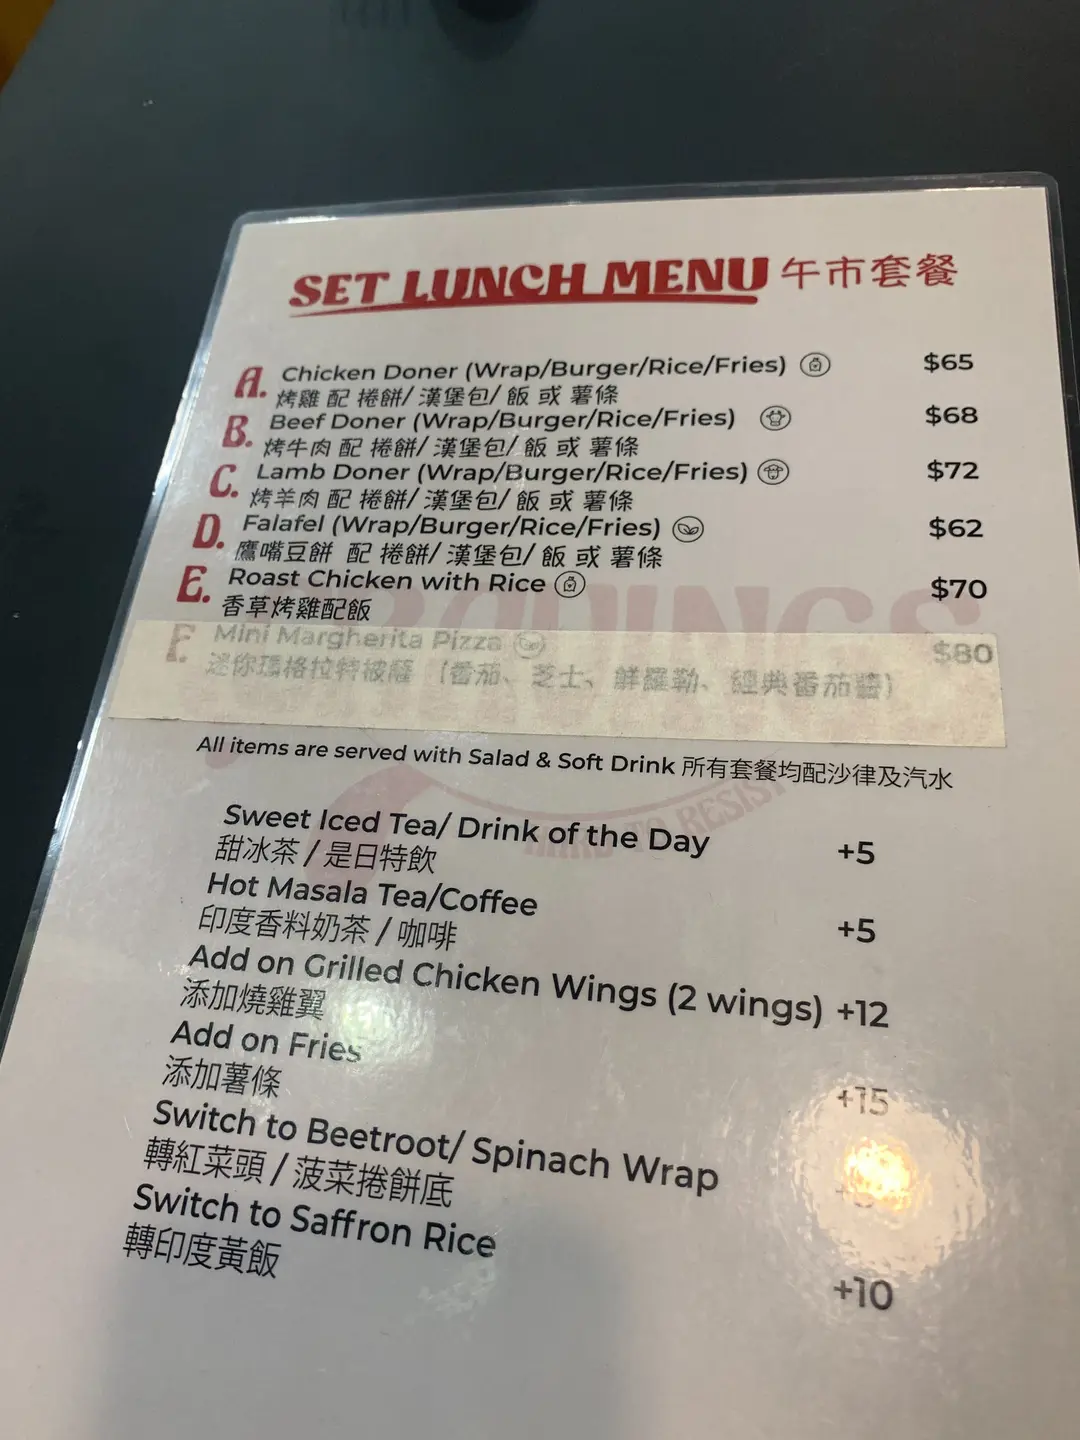 SET LUNCH MENU 午市套餐
A. Chicken Doner (Wrap/Burger/Rice/Fries) $65
烤雞 配 捲餅/ 漢堡包/ 飯 或 薯條
B. Beef Doner (Wrap/Burger/Rice/Fries) $68
烤牛肉 配 捲餅/ 漢堡包/ 飯 或 薯條
C. Lamb Doner (Wrap/Burger/Rice/Fries) $72
烤羊肉 配 捲餅/ 漢堡包/ 飯 或 薯條
D. Falafel (Wrap/Burger/Rice/Fries) $62
鷹嘴豆餅 配 捲餅/ 漢堡包/ 飯 或 薯條
E. Roast Chicken with Rice $70
香草烤雞配飯
F. Mini Margherita Pizza $80
迷你瑪格拉特披薩 (番茄、芝士、鮮羅勒、經典番茄醬)
All items are served with Salad & Soft Drink 所有套餐均配沙律及汽水
HARD TO RESIST
Sweet Iced Tea/ Drink of the Day +5
甜冰茶 / 是日特飲
Hot Masala Tea/Coffee +5
印度香料奶茶 / 咖啡
Add on Grilled Chicken Wings (2 wings) +12
添加燒雞翼
Add on Fries +15
添加薯條
Switch to Beetroot/ Spinach Wrap
轉紅菜頭 / 菠菜捲餅底
Switch to Saffron Rice +10
轉印度黃飯